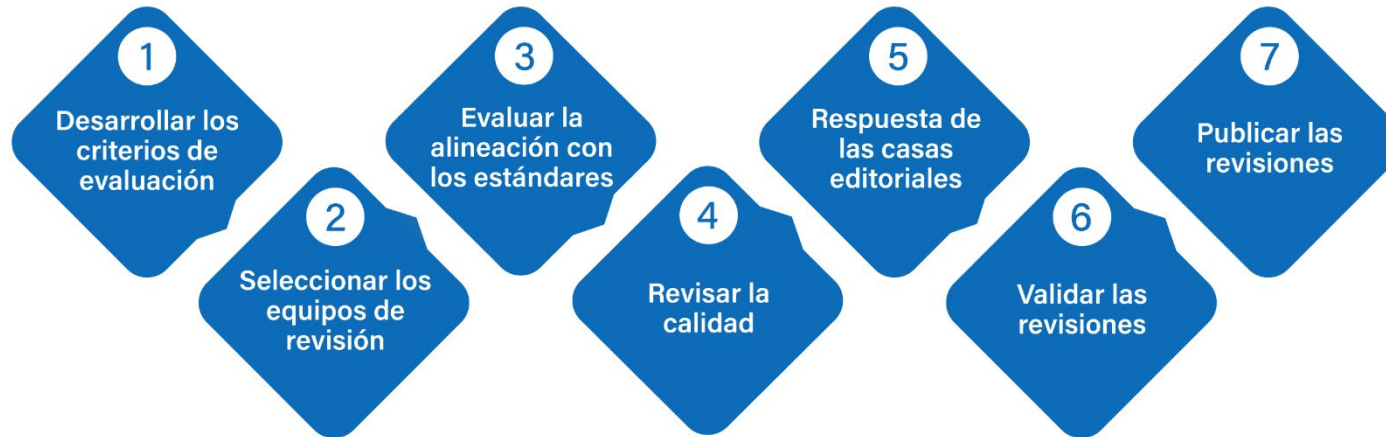 1
Desarrollar los
criterios de
evaluación
2
Seleccionar los
equipos de
revisión
3
Evaluar la
alineación con
los estándares
4
Revisar la
calidad
5
Respuesta de
las casas
editoriales
6
Validar las
revisiones
7
Publicar las
revisiones